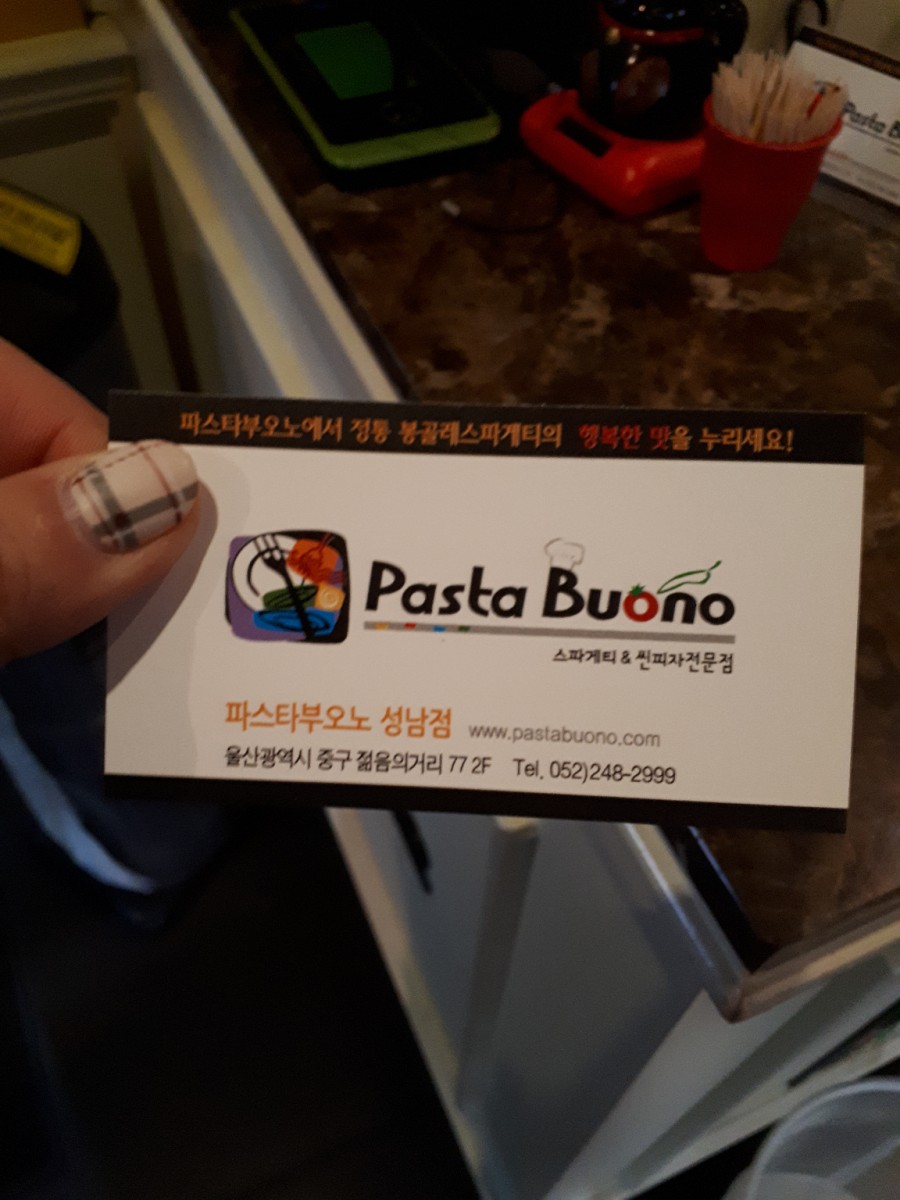 파스타부오노에서 정통 봉골레스파게티의 행복한 맛을 누리세요!
Pasta Buono
스파게티 & 씬피자전문점
파스타부오노 성남점 www.pastabuono.com
울산광역시 중구 젊음의거리 77 2F Tel. 052)248-2999
Pasta B